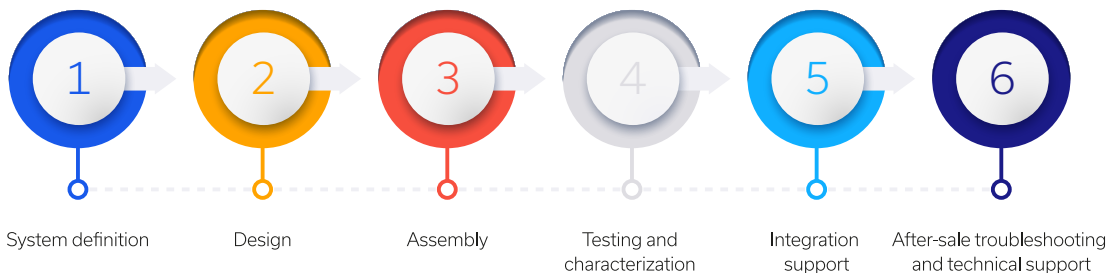 1
2
3
4
5
6
System definition
Design
Assembly
Testing and
characterization
Integration
support
After-sale troubleshooting
and technical support